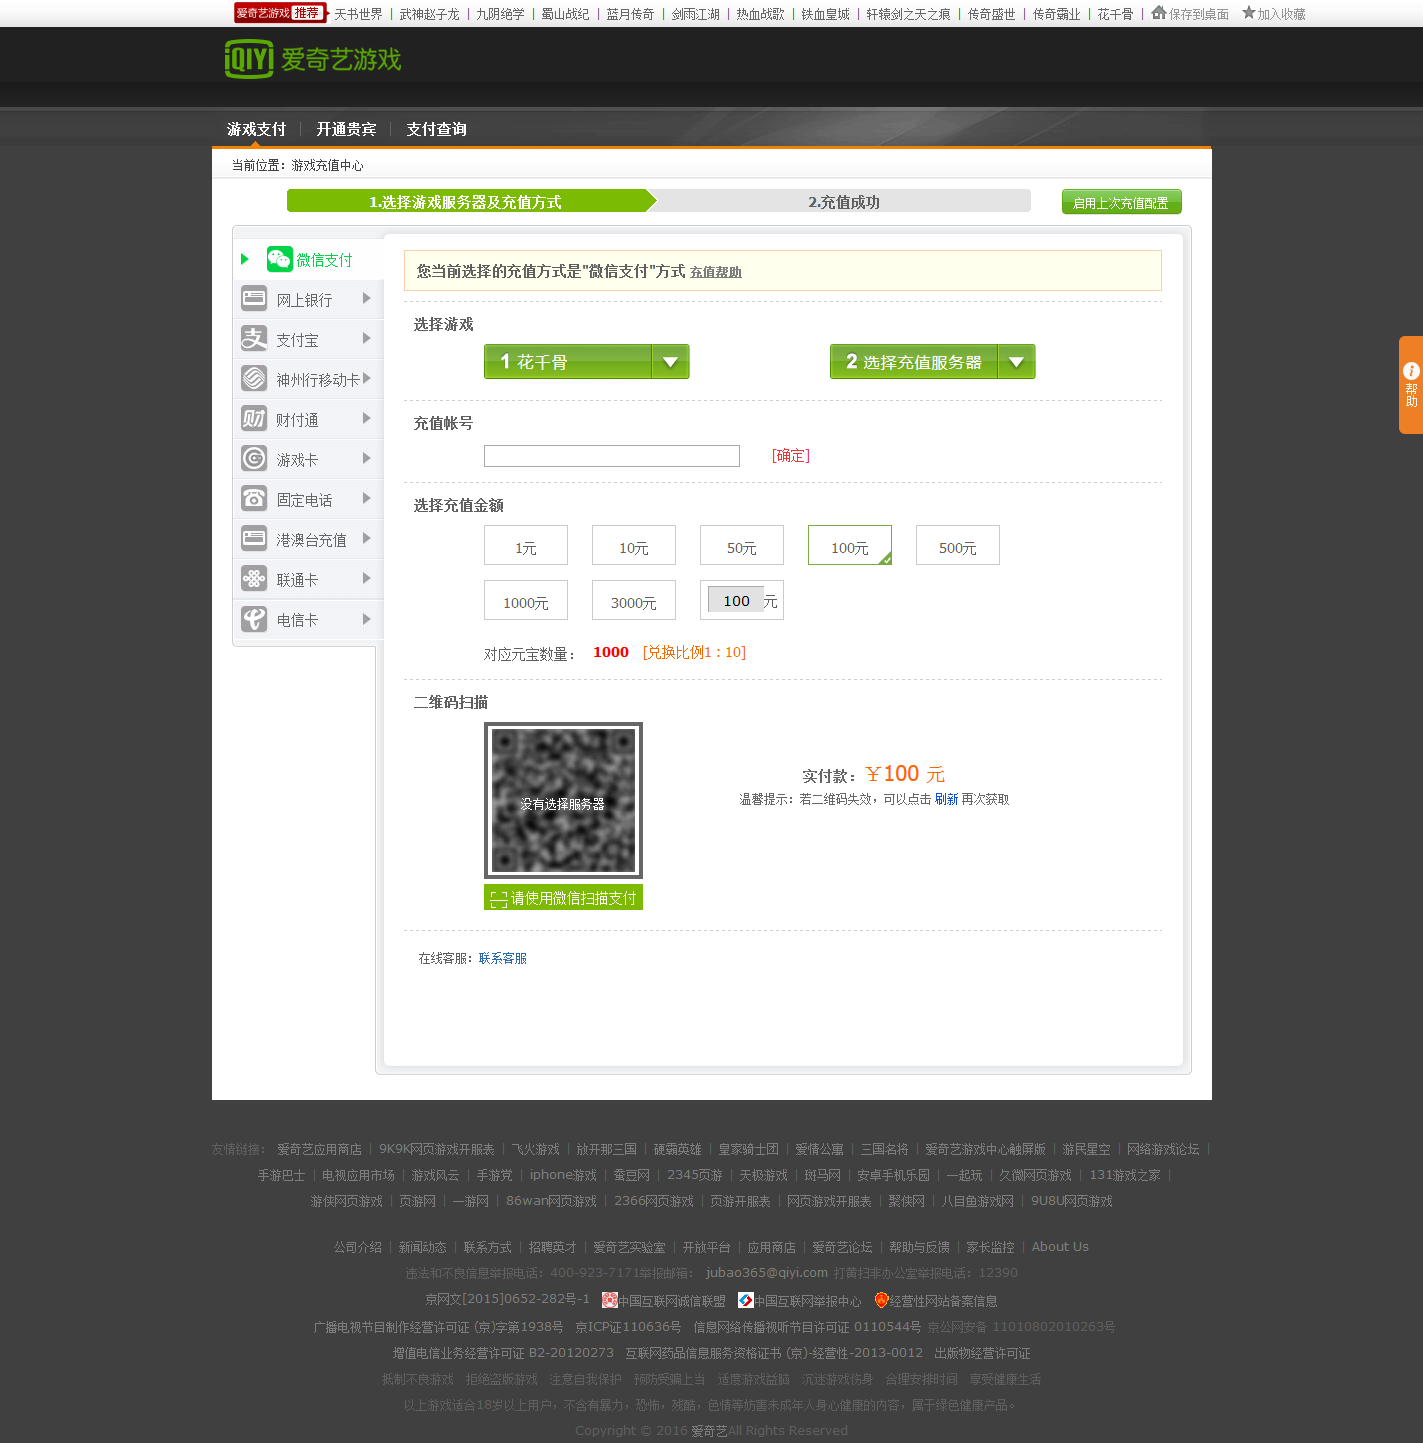 爱奇艺游戏 推荐 天书世界 | 武神赵子龙 | 九阴绝学 | 蜀山战纪 | 蓝月传奇 | 剑雨江湖 | 热血战歌 | 铁血皇城 | 轩辕剑之天之痕 | 传奇盛世 | 传奇霸业 | 花千骨 | 保存到桌面 加入收藏
iQIYI 爱奇艺游戏
游戏支付 开通贵宾 支付查询
当前位置：游戏充值中心
1.选择游戏服务器及充值方式 2.充值成功 启用上次充值配置
微信支付
网上银行
支付宝
神州行移动卡
财付通
游戏卡
固定电话
港澳台充值
联通卡
电信卡
您当前选择的充值方式是"微信支付"方式 充值帮助
选择游戏
1 花千骨 2 选择充值服务器
充值帐号
[确定]
选择充值金额
1元 10元 50元 100元 500元
1000元 3000元 100 元
对应元宝数量： 1000 [兑换比例1：10]
二维码扫描
没有选择服务器
请使用微信扫描支付
实付款：￥100 元
温馨提示：若二维码失效，可以点击 刷新 再次获取
在线客服：联系客服
帮助
友情链接： 爱奇艺应用商店 | 9K9K网页游戏开服表 | 飞火游戏 | 放开那三国 | 硬霸英雄 | 皇家骑士团 | 爱情公寓 | 三国名将 | 爱奇艺游戏中心触屏版 | 游民星空 | 网络游戏论坛 |
手游巴士 | 电视应用市场 | 游戏风云 | 手游党 | iphone游戏 | 蚕豆网 | 2345页游 | 天极游戏 | 斑马网 | 安卓手机乐园 | 一起玩 | 久微网页游戏 | 131游戏之家 |
游侠网页游戏 | 页游网 | 一游网 | 86wan网页游戏 | 2366网页游戏 | 页游开服表 | 网页游戏开服表 | 聚侠网 | 八目鱼游戏网 | 9U8U网页游戏
公司介绍 | 新闻动态 | 联系方式 | 招聘英才 | 爱奇艺实验室 | 开放平台 | 应用商店 | 爱奇艺论坛 | 帮助与反馈 | 家长监控 | About Us
违法和不良信息举报电话：400-923-7171举报邮箱： jubao365@qiyi.com 打黄扫非办公室举报电话：12390
京网文[2015]0652-282号-1 中国互联网诚信联盟 中国互联网举报中心 经营性网站备案信息
广播电视节目制作经营许可证 (京)字第1938号 京ICP证110636号 信息网络传播视听节目许可证 0110544号 京公网安备 11010802010263号
增值电信业务经营许可证 B2-20120273 互联网药品信息服务资格证书 (京)-经营性-2013-0012 出版物经营许可证
抵制不良游戏 拒绝盗版游戏 注意自我保护 预防受骗上当 适度游戏益脑 沉迷游戏伤身 合理安排时间 享受健康生活
以上游戏适合18岁以上用户，不含有暴力，恐怖，残酷，色情等妨害未成年人身心健康的内容，属于绿色健康产品。
Copyright © 2016 爱奇艺All Rights Reserved